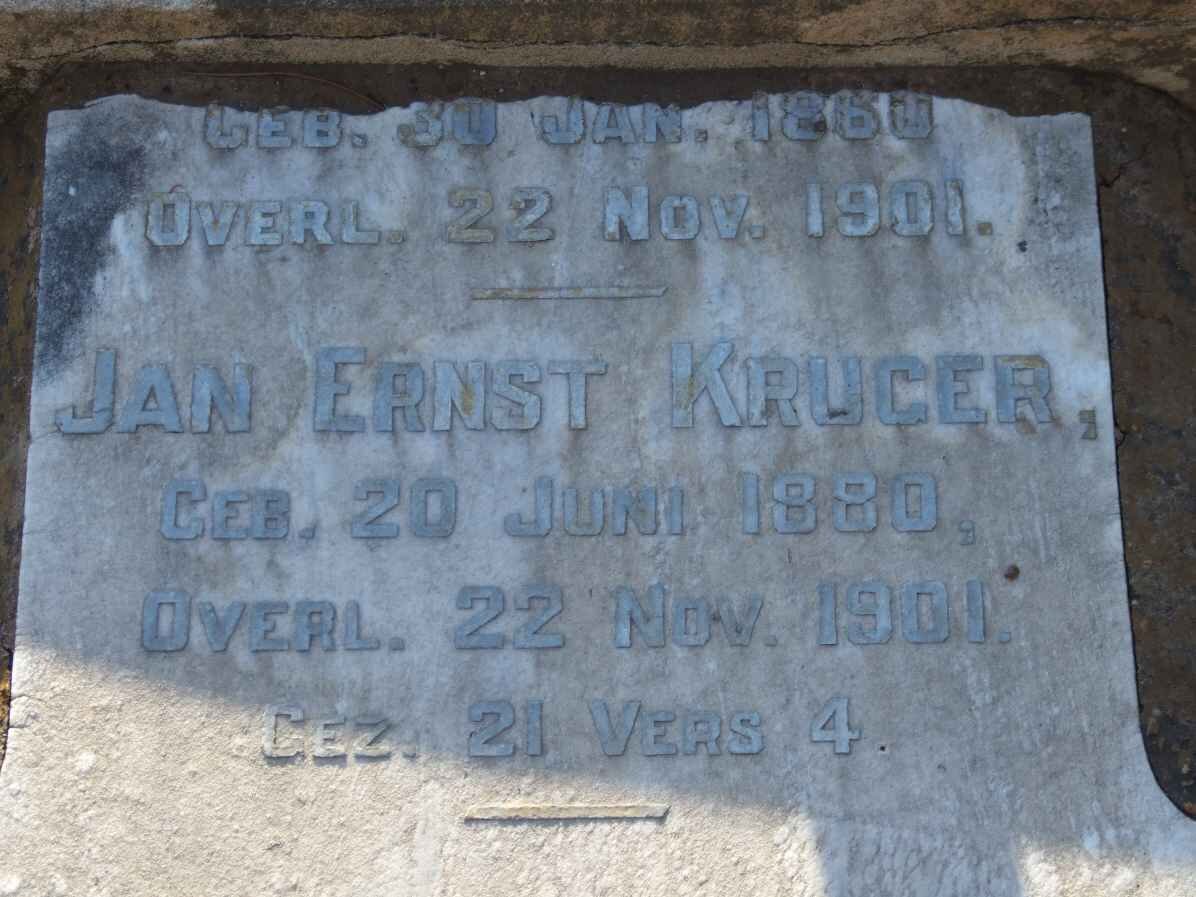 GEB. 30 JAN. 1860
OVERL. 22 NOV. 1901.
JAN ERNST KRUGER,
GEB. 20 JUNI 1880,
OVERL. 22 NOV. 1901.
GEZ. 21 VERS 4.